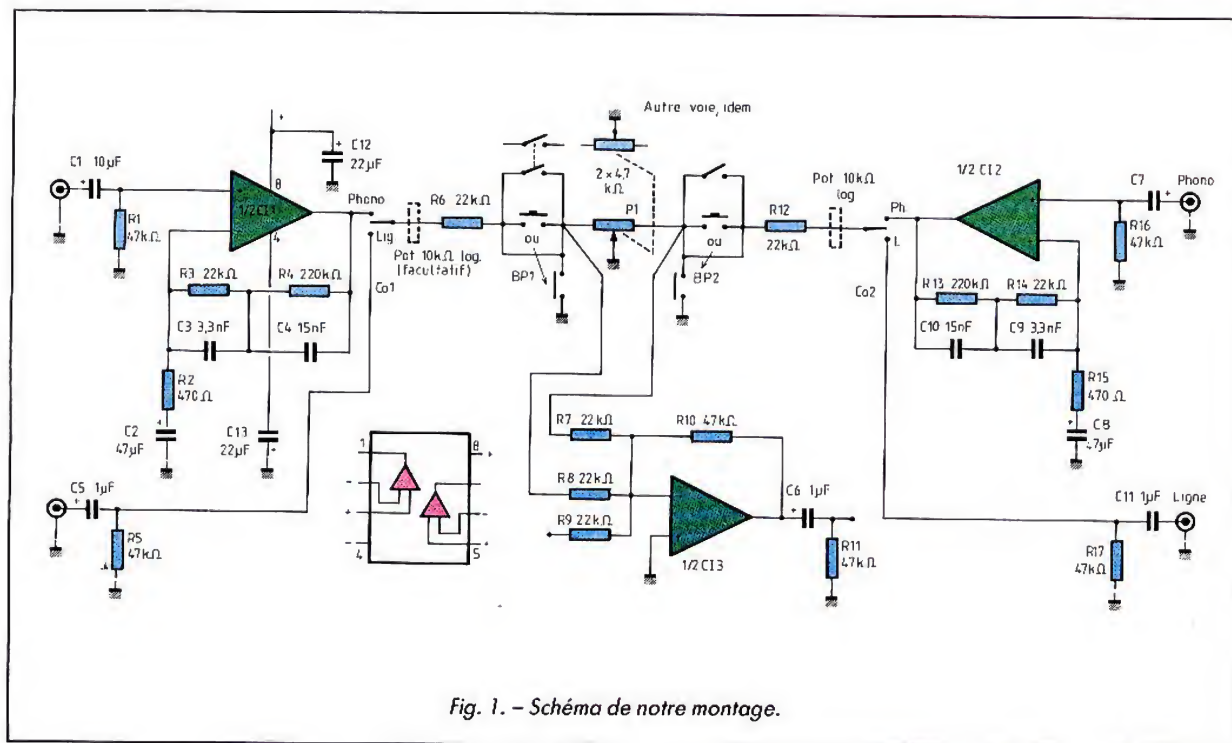 Autre voie, idem
C1 10µF
+
C12
22µF
8
1/2CI1
4
R1
47kΩ
R3 22kΩ
R4 220kΩ
C3 3,3nF
C4 15nF
R2
470Ω
C2
47µF
C13
22µF
Phono
Lig.
Co1
Pot 10kΩ log.
(facultatif)
R6 22kΩ
ou
BP1
2 × 4,7
kΩ
P1
ou
BP2
R12
22kΩ
Pot 10kΩ
log
Ph.
L
Co2
1/2 CI2
C7
Phono
R16
47kΩ
R13 220kΩ
R14 22kΩ
C10 15nF
C9 3,3nF
R15
470 Ω
C8
47µF
C5 1µF
R5
47kΩ
1
8
4
5
R7 22kΩ
R8 22kΩ
R9 22kΩ
R10 47kΩ
1/2CI3
C6 1µF
R11
47kΩ
C11 1µF
Ligne
R17
47kΩ
Fig. 1. – Schéma de notre montage.